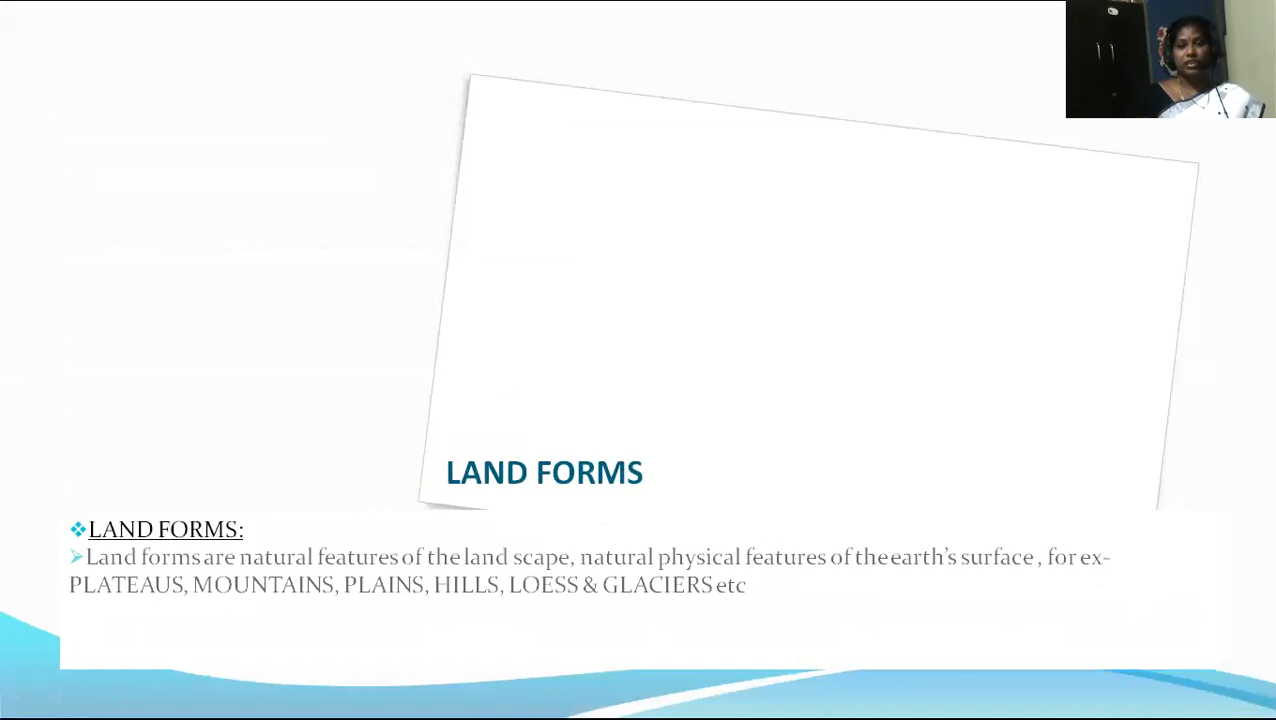 LAND FORMS
LAND FORMS:
Land forms are natural features of the land scape, natural physical features of the earth's surface , for ex-
PLATEAUS, MOUNTAINS, PLAINS, HILLS, LOESS & GLACIERS etc